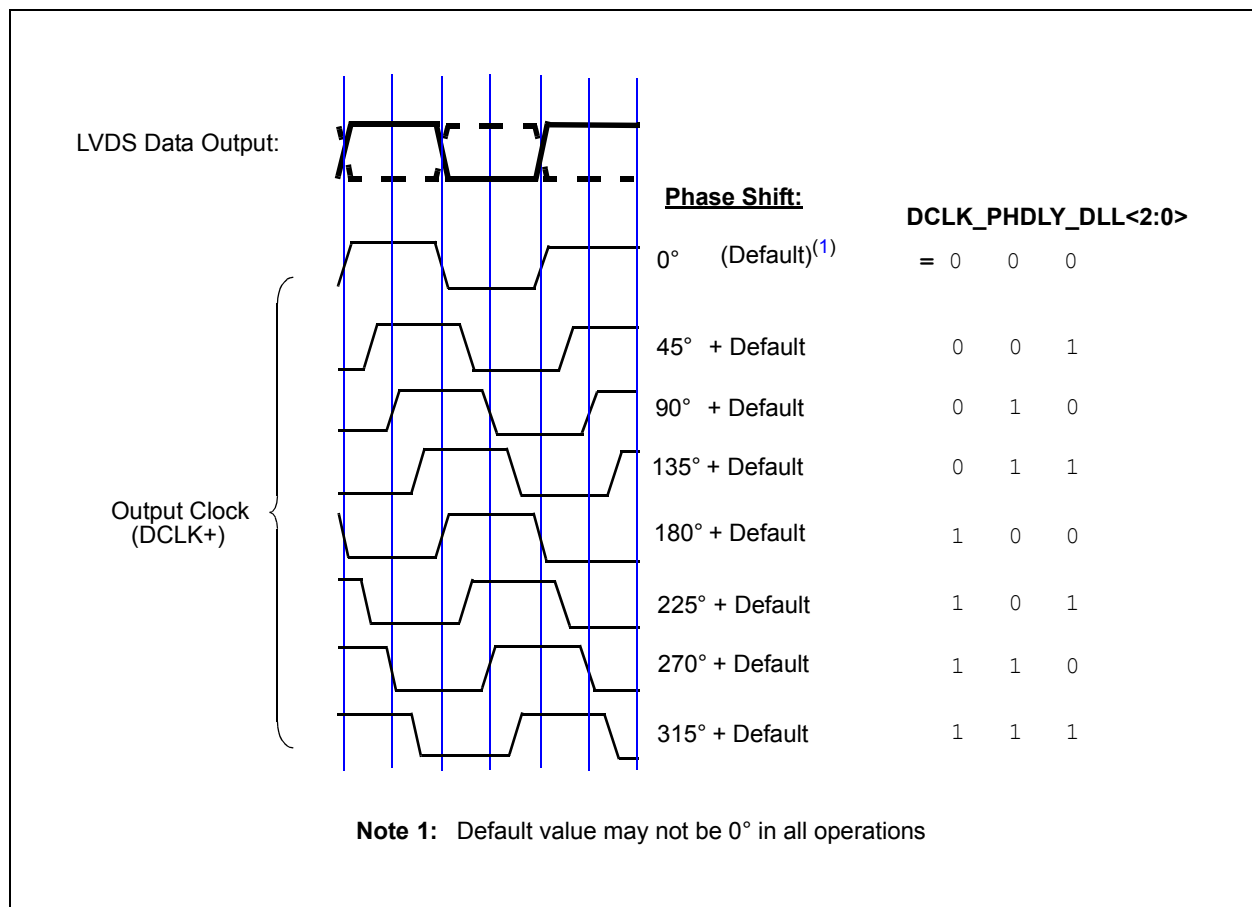 LVDS Data Output:
Phase Shift:
DCLK_PHDLY_DLL<2:0>
0° (Default)(1) = 0 0 0
45° + Default 0 0 1
90° + Default 0 1 0
135° + Default 0 1 1
Output Clock
(DCLK+)
180° + Default 1 0 0
225° + Default 1 0 1
270° + Default 1 1 0
315° + Default 1 1 1
Note 1: Default value may not be 0° in all operations